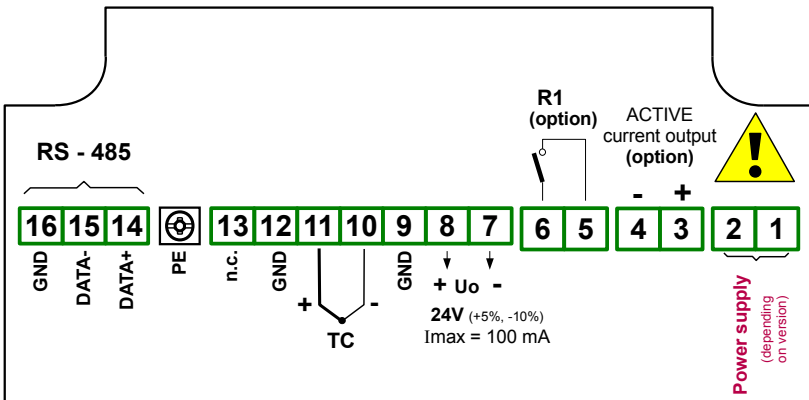 R1
(option)
ACTIVE
current output
(option)
RS - 485
- +
16 15 14 13 12 11 10 9 8 7 6 5 4 3 2 1
GND
DATA-
DATA+
PE
n.c.
GND
+ -
TC
GND
+ Uo -
24V (+5%, -10%)
Imax = 100 mA
Power supply
(depending
on version)